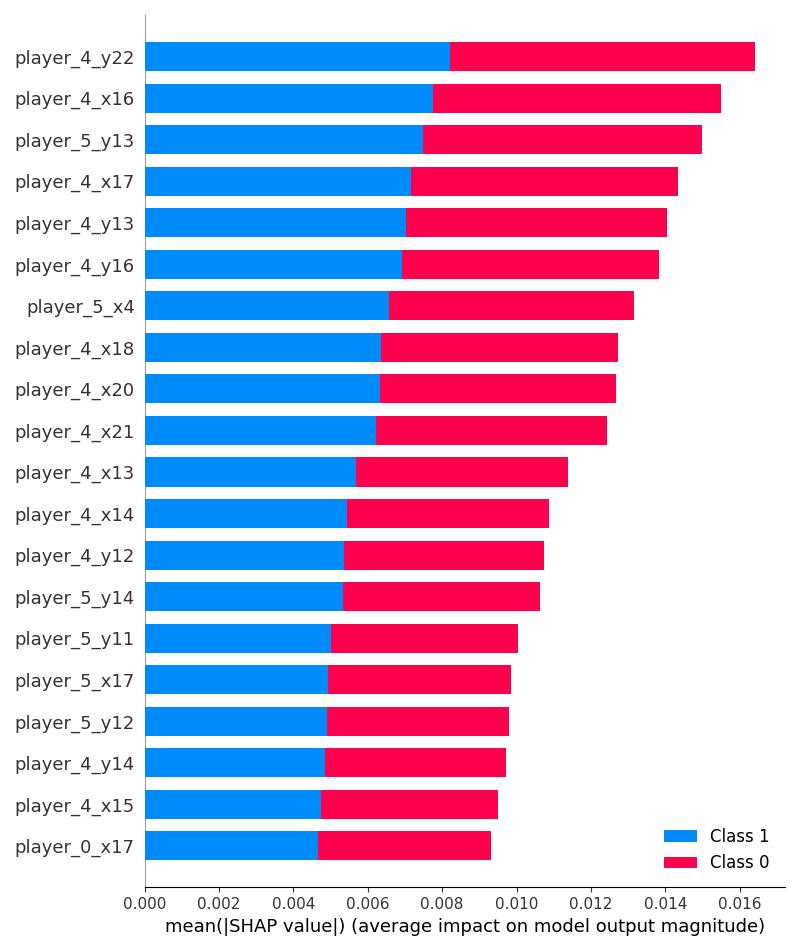 player_4_y22
player_4_x16
player_5_y13
player_4_x17
player_4_y13
player_4_y16
player_5_x4
player_4_x18
player_4_x20
player_4_x21
player_4_x13
player_4_x14
player_4_y12
player_5_y14
player_5_y11
player_5_x17
player_5_y12
player_4_y14
player_4_x15
player_0_x17
Class 1
Class 0
0.000 0.002 0.004 0.006 0.008 0.010 0.012 0.014 0.016
mean(|SHAP value|) (average impact on model output magnitude)